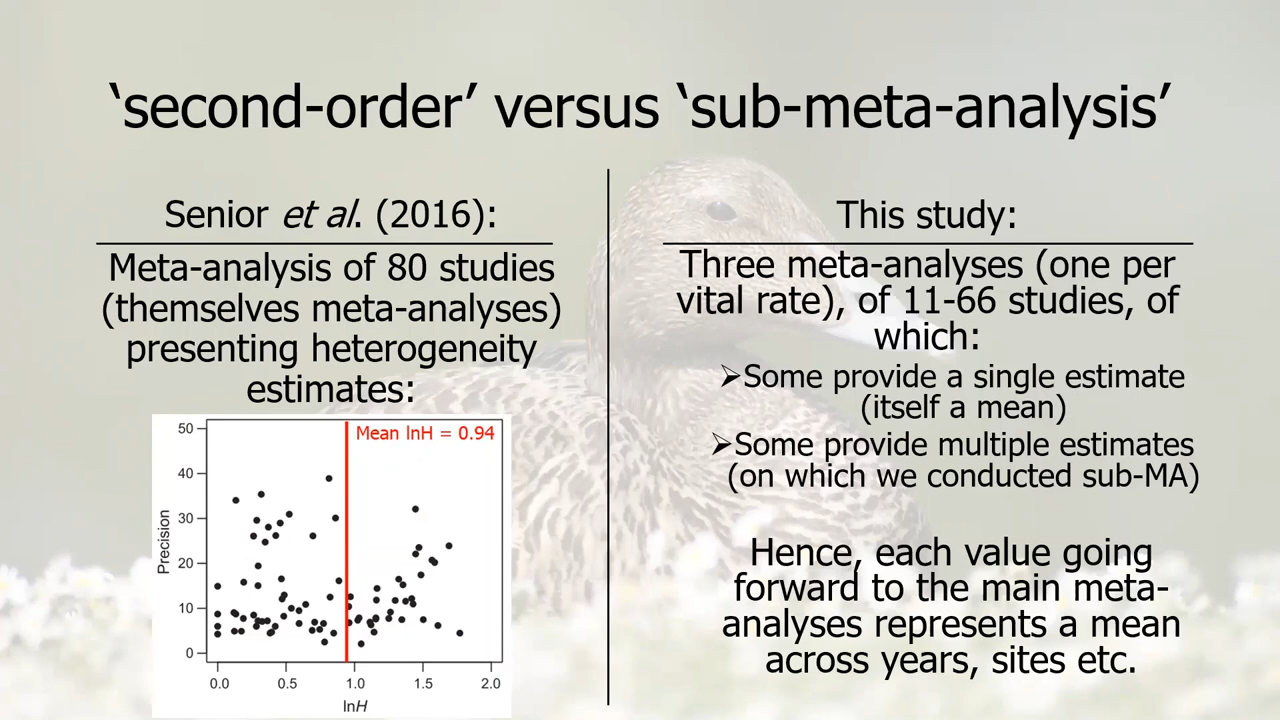 ‘second-order’ versus ‘sub-meta-analysis’
Senior et al. (2016):
Meta-analysis of 80 studies
(themselves meta-analyses)
presenting heterogeneity
estimates:
Mean lnH = 0.94
50
40
30
20
10
0
Precision
0.0 0.5 1.0 1.5 2.0
lnH
This study:
Three meta-analyses (one per
vital rate), of 11-66 studies, of
which:
➢Some provide a single estimate
(itself a mean)
➢Some provide multiple estimates
(on which we conducted sub-MA)
Hence, each value going
forward to the main meta-
analyses represents a mean
across years, sites etc.